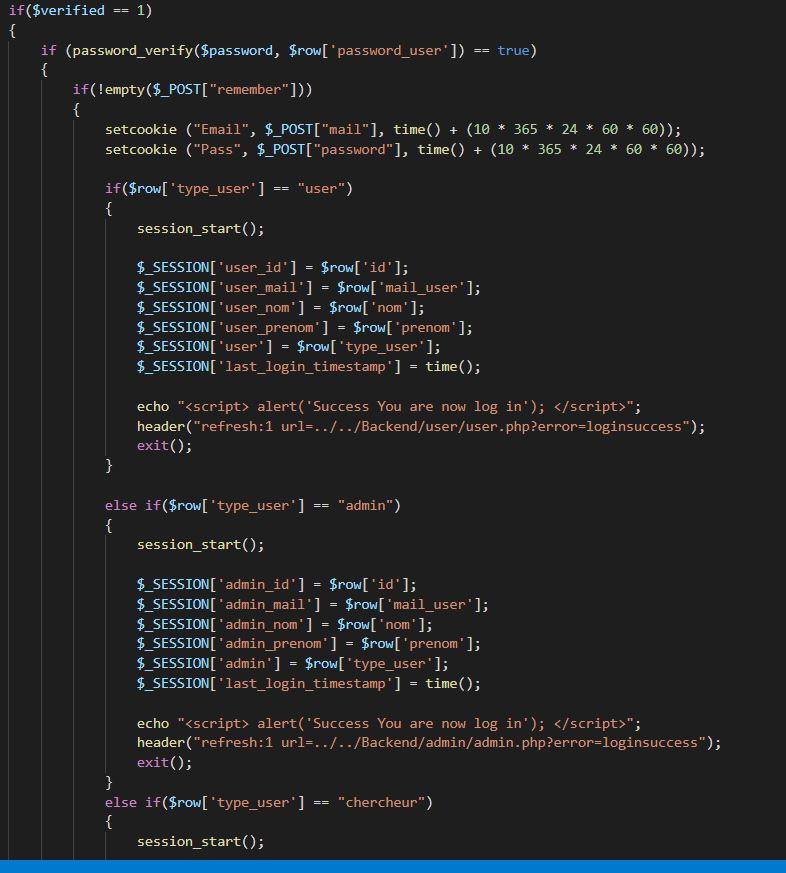 if($verified == 1)
{
if (password_verify($password, $row['password_user']) == true)
{
if(!empty($_POST["remember"]))
{
setcookie ("Email", $_POST["mail"], time() + (10 * 365 * 24 * 60 * 60));
setcookie ("Pass", $_POST["password"], time() + (10 * 365 * 24 * 60 * 60));
if($row['type_user'] == "user")
{
session_start();
$_SESSION['user_id'] = $row['id'];
$_SESSION['user_mail'] = $row['mail_user'];
$_SESSION['user_nom'] = $row['nom'];
$_SESSION['user_prenom'] = $row['prenom'];
$_SESSION['user'] = $row['type_user'];
$_SESSION['last_login_timestamp'] = time();
echo "<script> alert('Success You are now log in'); </script>";
header("refresh:1 url=../../Backend/user/user.php?error=loginsuccess");
exit();
}
else if($row['type_user'] == "admin")
{
session_start();
$_SESSION['admin_id'] = $row['id'];
$_SESSION['admin_mail'] = $row['mail_user'];
$_SESSION['admin_nom'] = $row['nom'];
$_SESSION['admin_prenom'] = $row['prenom'];
$_SESSION['admin'] = $row['type_user'];
$_SESSION['last_login_timestamp'] = time();
echo "<script> alert('Success You are now log in'); </script>";
header("refresh:1 url=../../Backend/admin/admin.php?error=loginsuccess");
exit();
}
else if($row['type_user'] == "chercheur")
{
session_start();